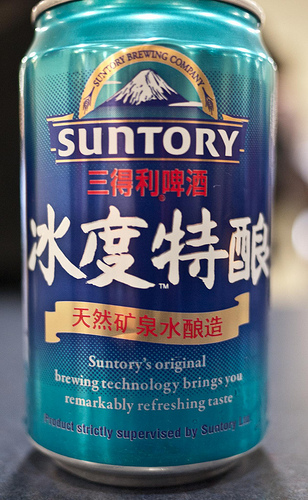 SUNTORY BREWING COMPANY
SUNTORY
三得利啤酒
冰度特酿
TM
天然矿泉水酿造
Suntory's original
brewing technology brings you
remarkably refreshing taste
Product strictly supervised by Suntory